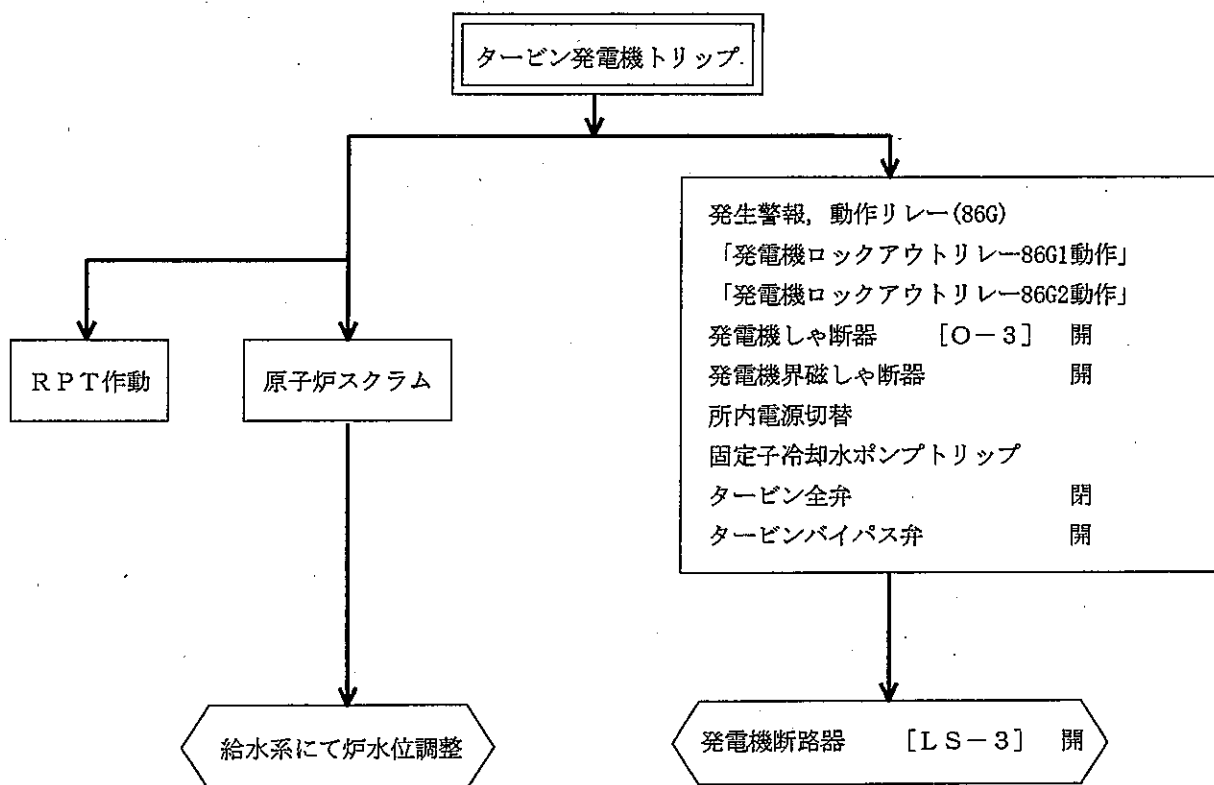 タービン発電機トリップ
発生警報，動作リレー(86G)
「発電機ロックアウトリレー86G1動作」
「発電機ロックアウトリレー86G2動作」
発電機しゃ断器 ［O－3］ 開
発電機界磁しゃ断器 開
所内電源切替
固定子冷却水ポンプトリップ
タービン全弁 閉
タービンバイパス弁 開
RPT作動
原子炉スクラム
給水系にて炉水位調整
発電機断路器 ［LS－3］ 開